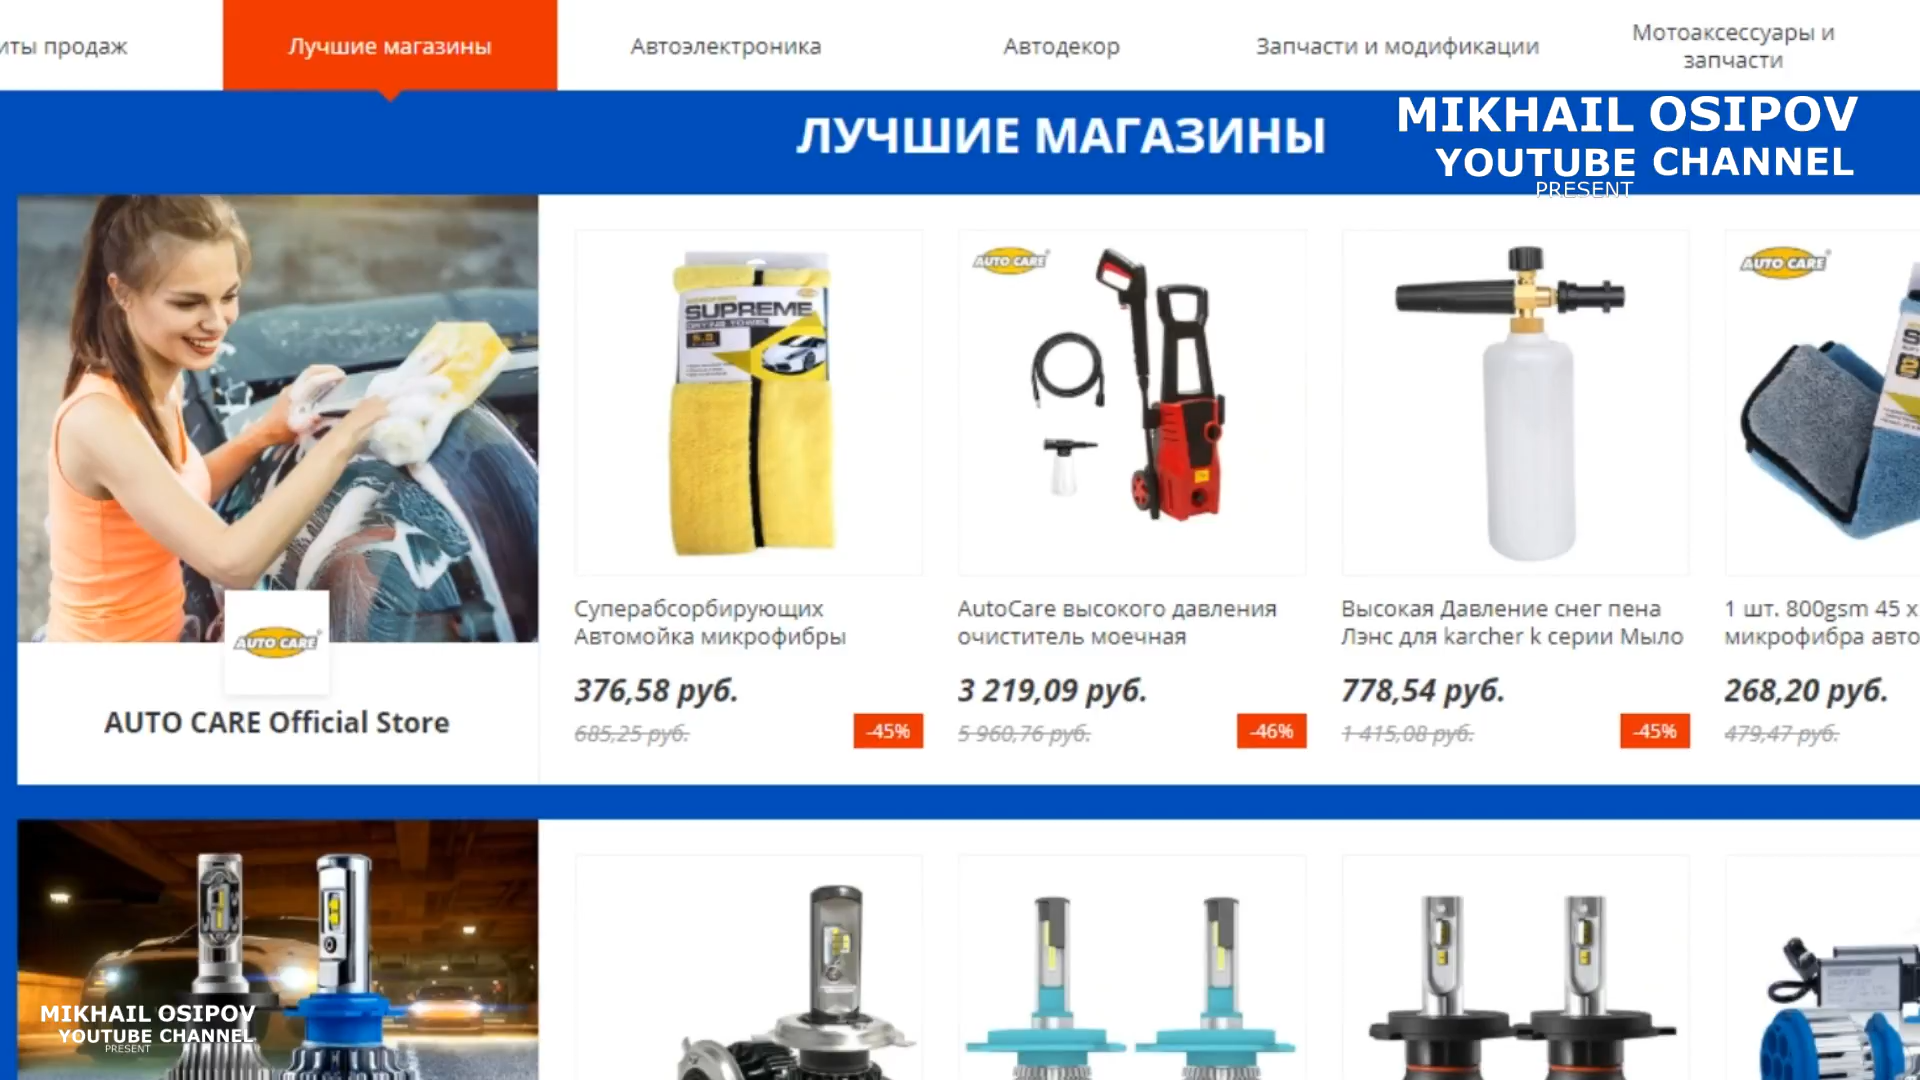 иты продаж
Лучшие магазины
Автоэлектроника
Автодекор
Запчасти и модификации
Мотоаксессуары и
запчасти
ЛУЧШИЕ МАГАЗИНЫ
MIKHAIL OSIPOV
YOUTUBE CHANNEL
PRESENT
SUPREME
DRYING TOWEL
AUTO CARE
AUTO CARE
AUTO CARE
AUTO CARE Official Store
Суперабсорбирующих
Автомойка микрофибры
376,58 руб.
685,25 руб.
-45%
AutoCare высокого давления
очиститель моечная
3 219,09 руб.
5 960,76 руб.
-46%
Высокая Давление снег пена
Лэнс для karcher k серии Мыло
778,54 руб.
1 415,08 руб.
-45%
1 шт. 800gsm 45 x
микрофибра авто
268,20 руб.
479,47 руб.
MIKHAIL OSIPOV
YOUTUBE CHANNEL
PRESENT